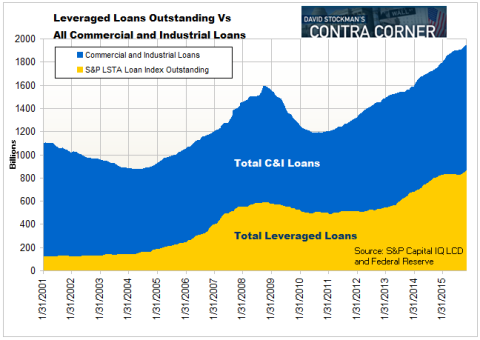 Leveraged Loans Outstanding Vs
All Commercial and Industrial Loans
DAVID STOCKMAN'S
CONTRA CORNER
Commercial and Industrial Loans
S&P LSTA Loan Index Outstanding
Billions
2000
1800
1600
1400
1200
1000
800
600
400
200
0
Total C&I Loans
Total Leveraged Loans
Source: S&P Capital IQ LCD
and Federal Reserve
1/31/2001
1/31/2002
1/31/2003
1/31/2004
1/31/2005
1/31/2006
1/31/2007
1/31/2008
1/31/2009
1/31/2010
1/31/2011
1/31/2012
1/31/2013
1/31/2014
1/31/2015